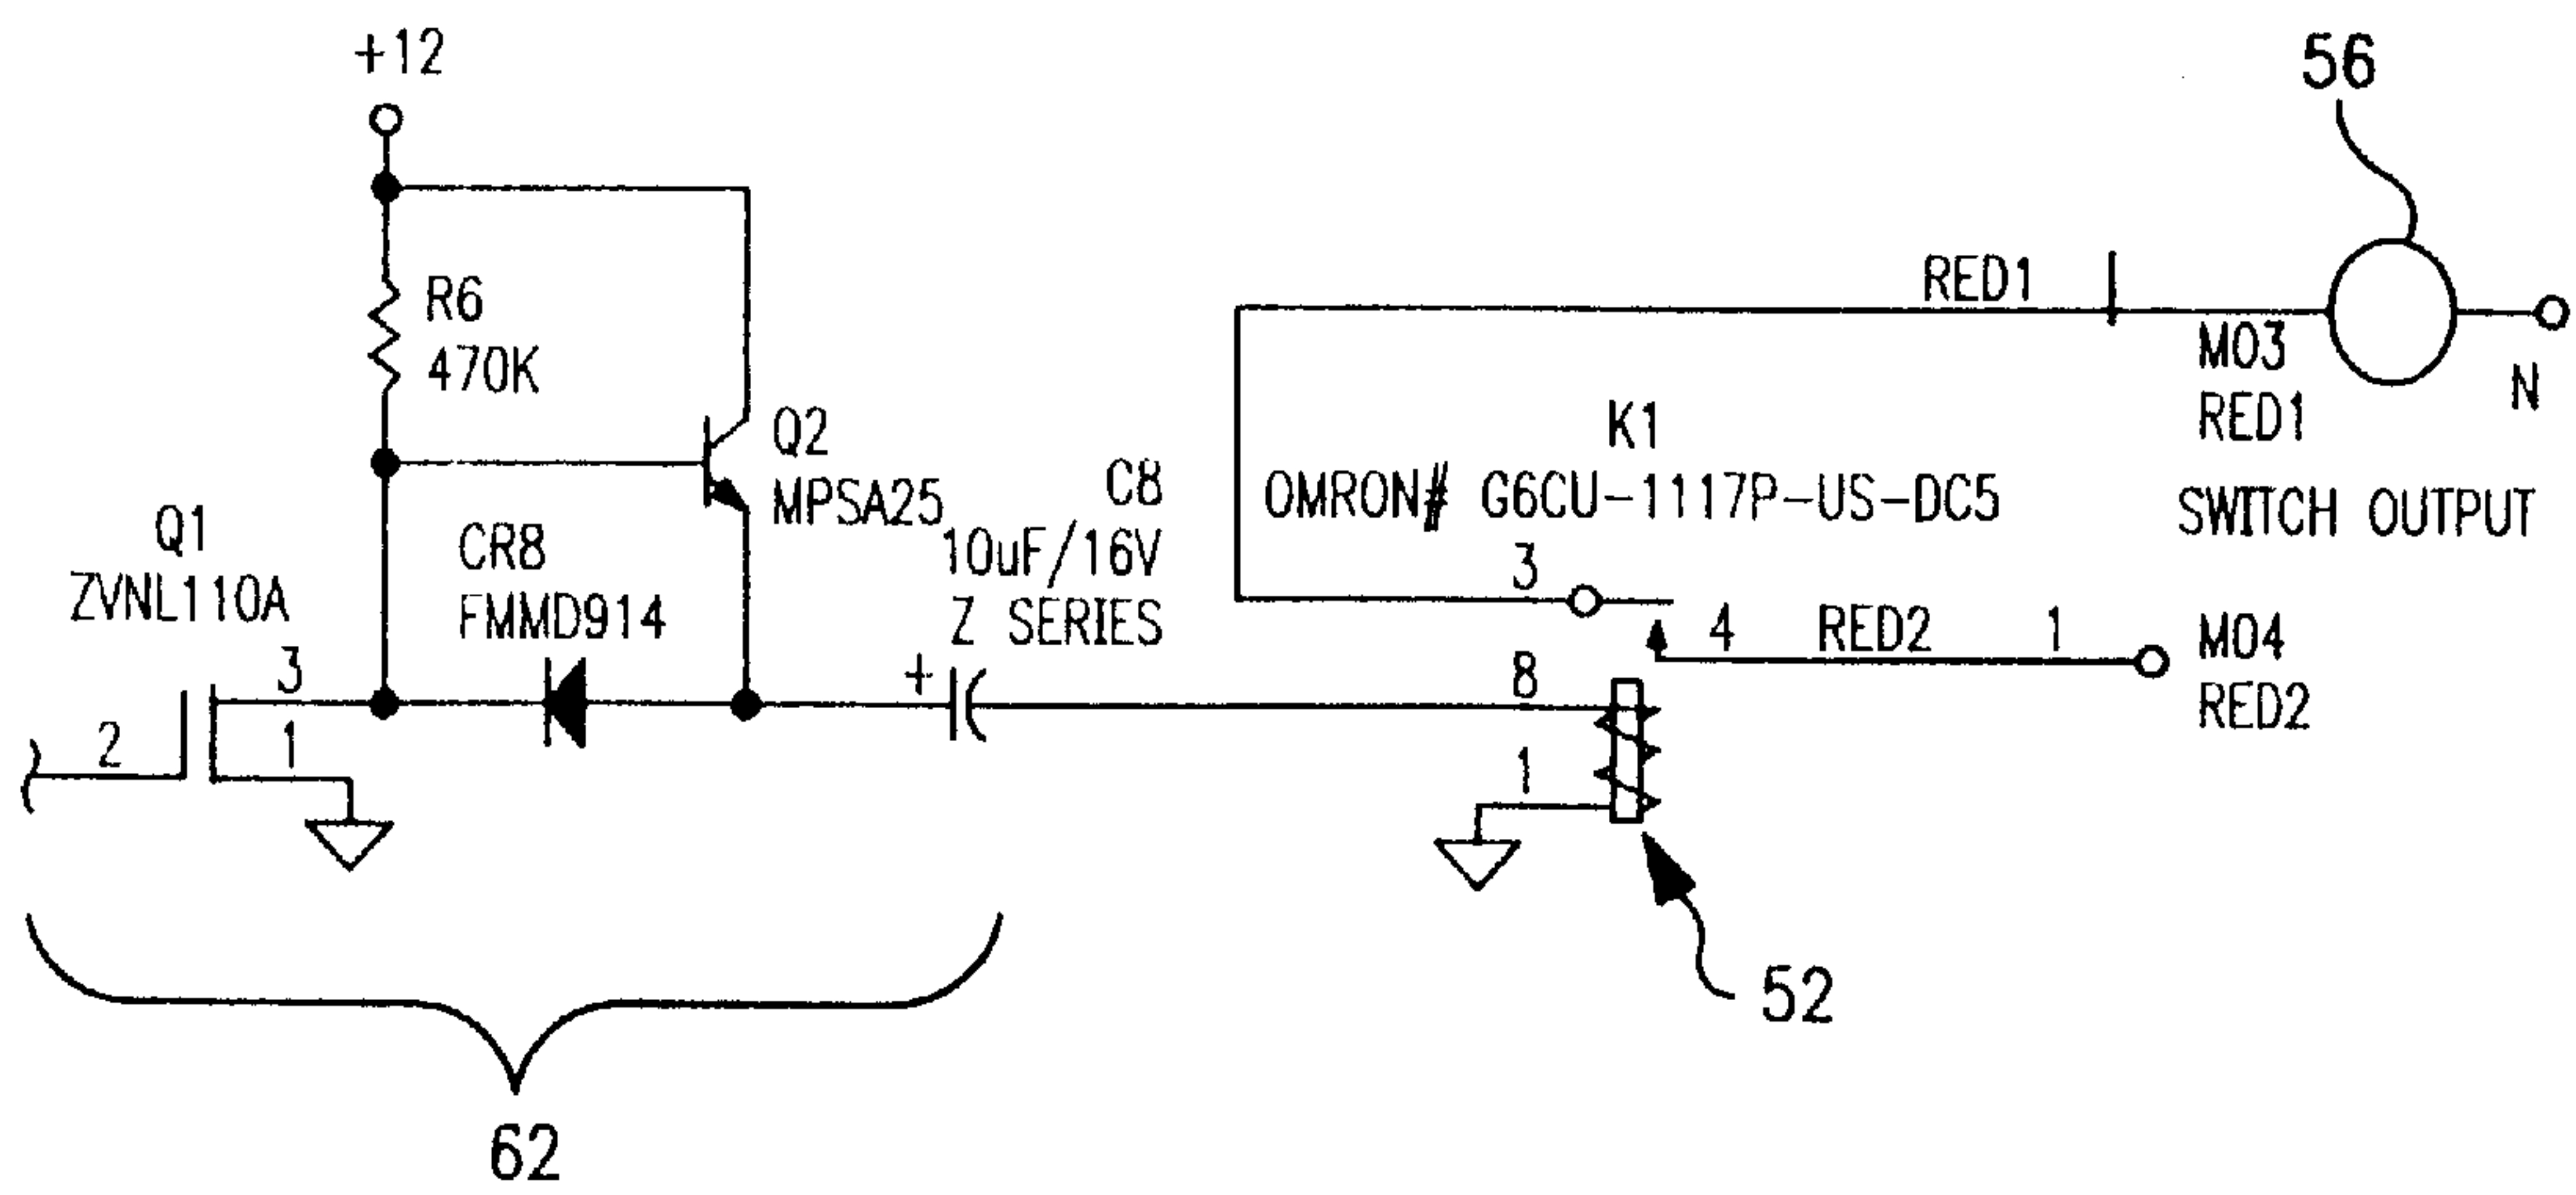 +12
56
R6
470K
RED1
M03
RED1
N
Q2
MPSA25
K1
OMRON# G6CU-1117P-US-DC5
SWITCH OUTPUT
C8
10uF/16V
Z SERIES
Q1
ZVNL110A
CR8
FMMD914
3
4
RED2
1
M04
RED2
3
2
1
+
8
1
52
62